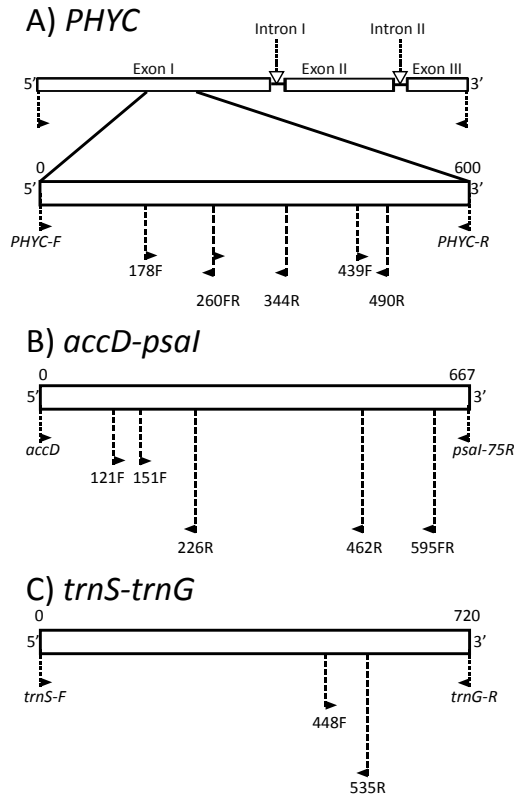 A) PHYC
Intron I Intron II
Exon I Exon II Exon III
5’ 3’
0 600
5’ 3’
PHYC-F PHYC-R
178F 439F
260FR 344R 490R
B) accD-psaI
0 667
5’ 3’
accD psaI-75R
121F 151F
226R 462R 595FR
C) trnS-trnG
0 720
5’ 3’
trnS-F trnG-R
448F
535R